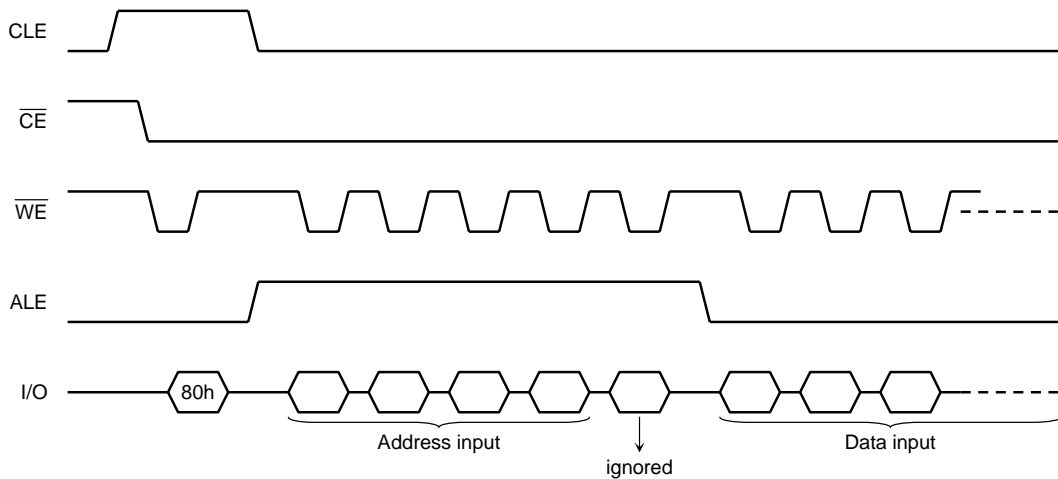 CLE
CE
WE
ALE
I/O
80h
Address input
ignored
Data input